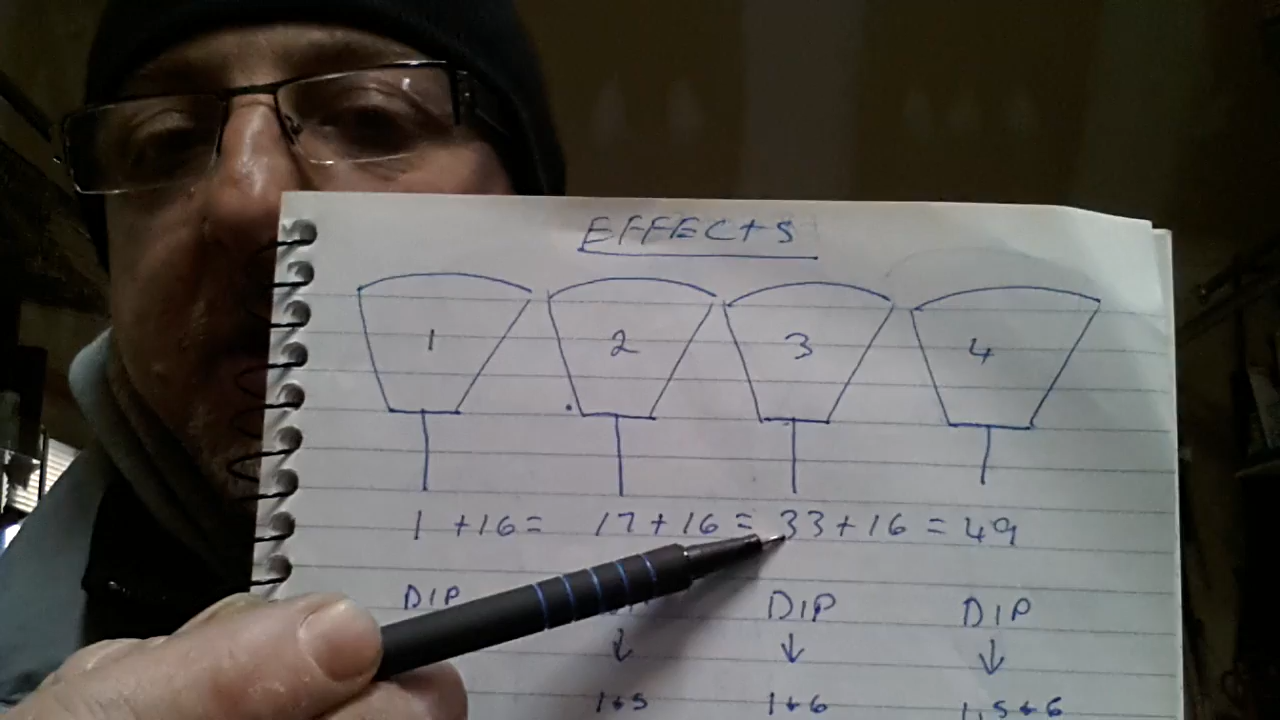 EFFECTS
1 2 3 4
1 +16 = 17 + 16 = 33 + 16 = 49
DIP DIP DIP
↓ ↓ ↓
1+5 1+6 1,5+6